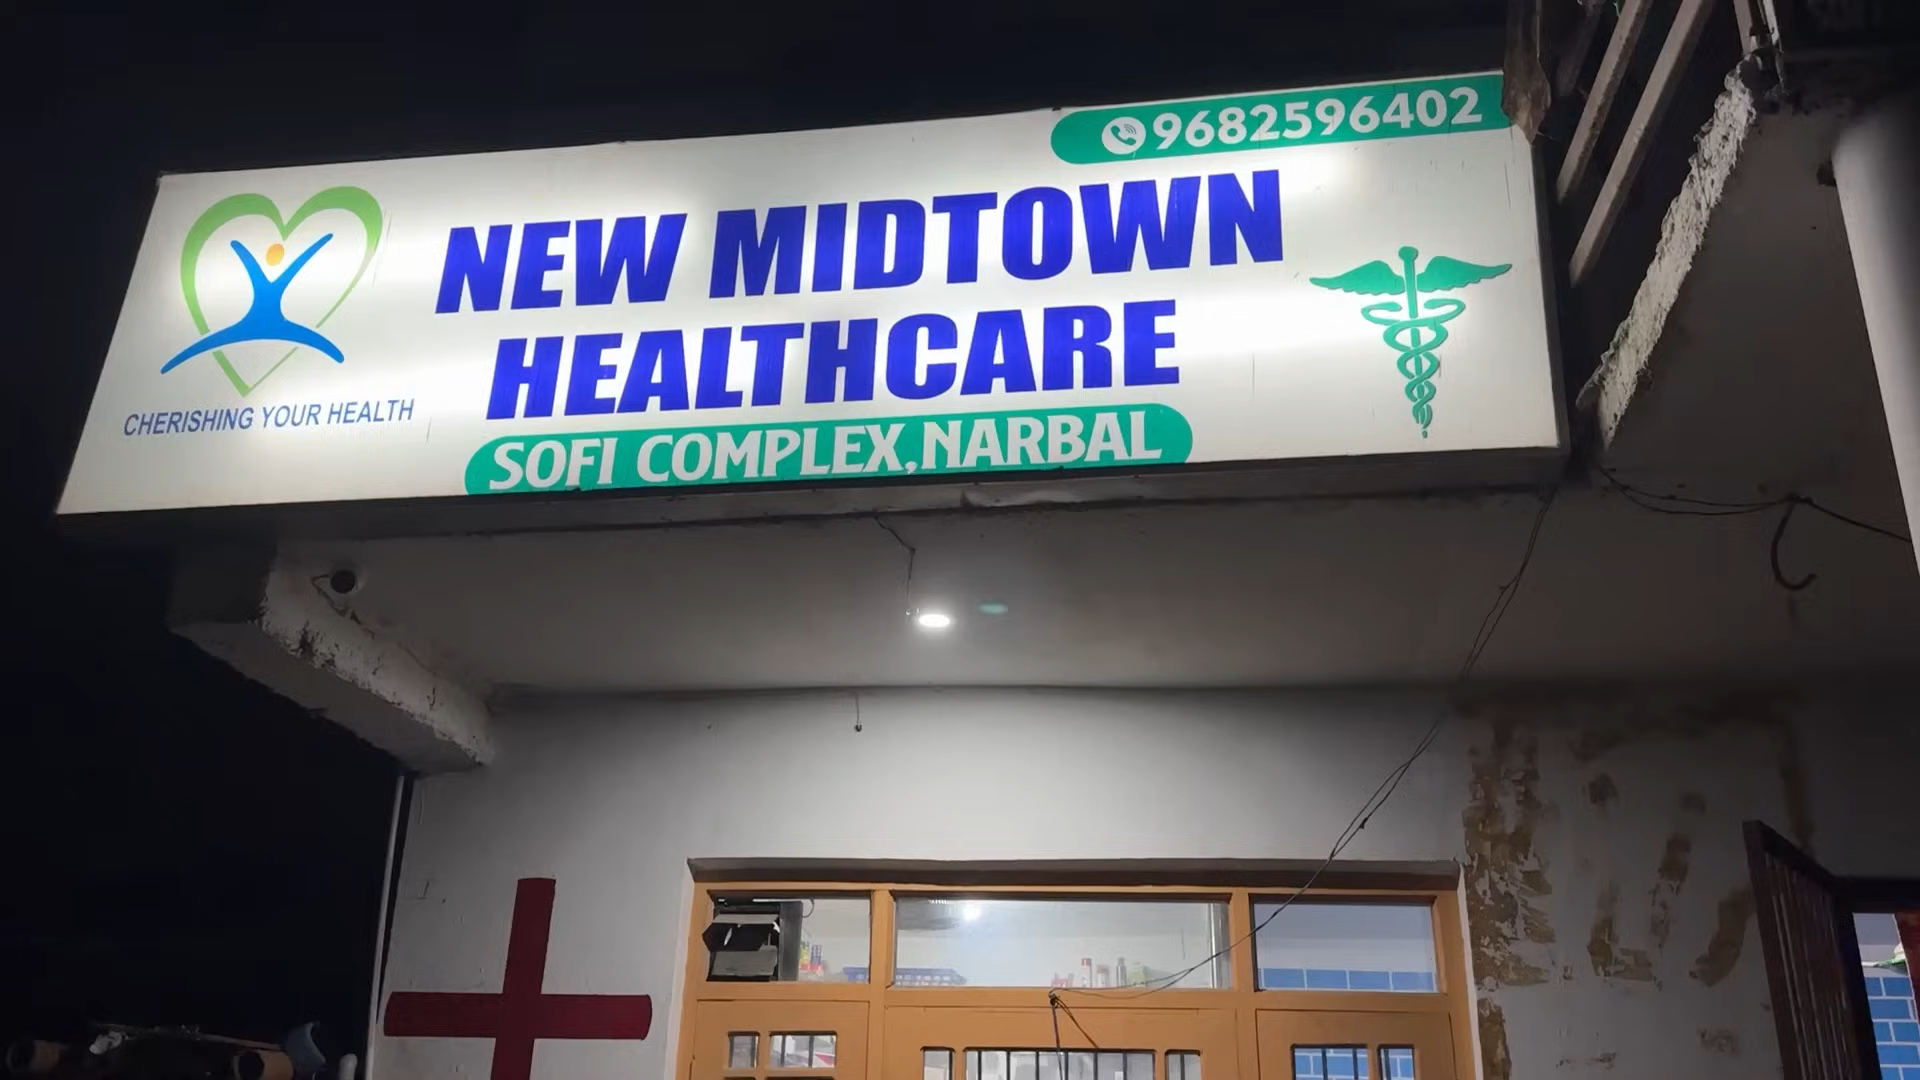 9682596402
NEW MIDTOWN
HEALTHCARE
CHERISHING YOUR HEALTH
SOFI COMPLEX,NARBAL